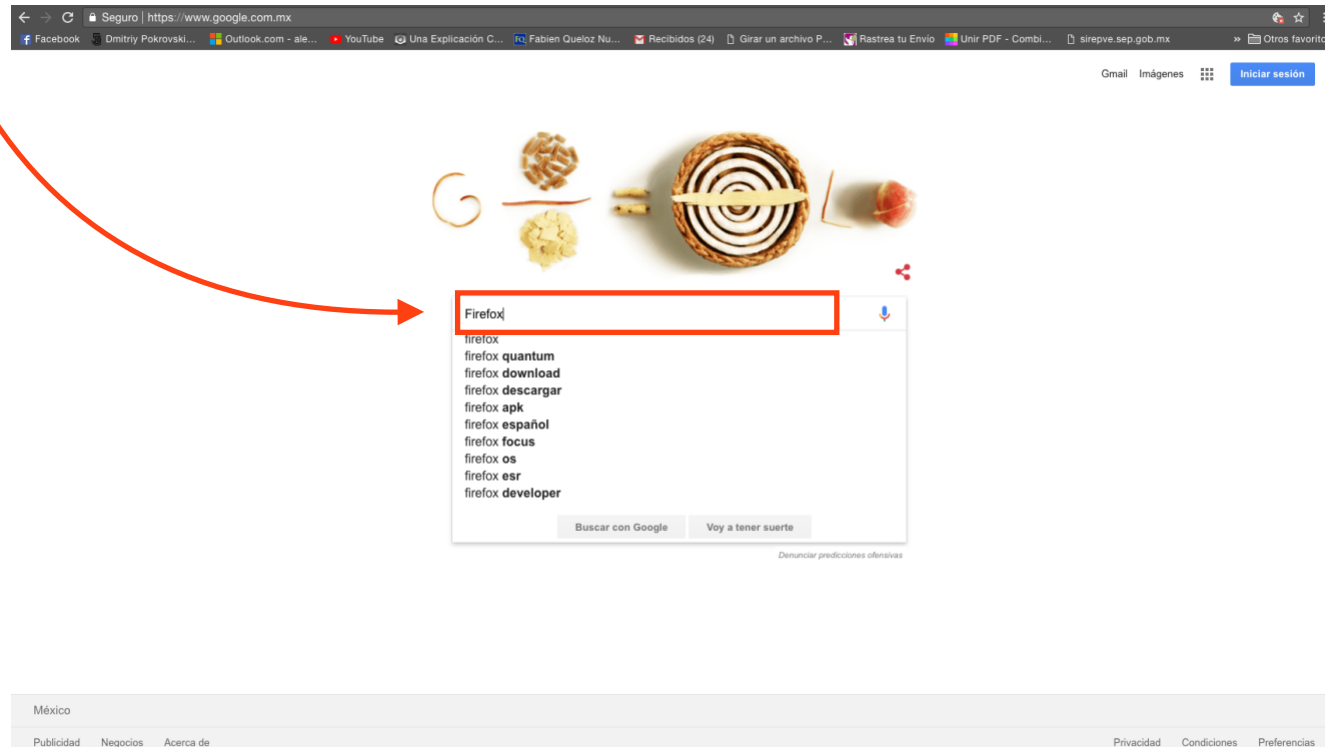 Seguro | https://www.google.com.mx
Facebook Dmitriy Pokrovski... Outlook.com - ale... YouTube Una Explicación C... Fabien Queloz Nu... Recibidos (24) Girar un archivo P... Rastrea tu Envío Unir PDF - Combi... sirepve.sep.gob.mx » Otros favorito
Gmail Imágenes Iniciar sesión
Firefox
firefox
firefox quantum
firefox download
firefox descargar
firefox apk
firefox español
firefox focus
firefox os
firefox esr
firefox developer
Buscar con Google Voy a tener suerte
Denunciar predicciones ofensivas
México
Publicidad Negocios Acerca de Privacidad Condiciones Preferencias